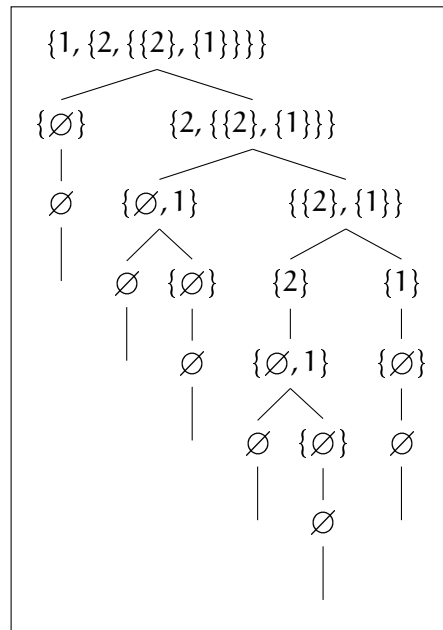 {1, {2, {{2}, {1}}}}
{∅} {2, {{2}, {1}}}
∅ {∅, 1} {{2}, {1}}
∅ {∅} {2} {1}
∅ {∅, 1} {∅}
∅ {∅} ∅
∅